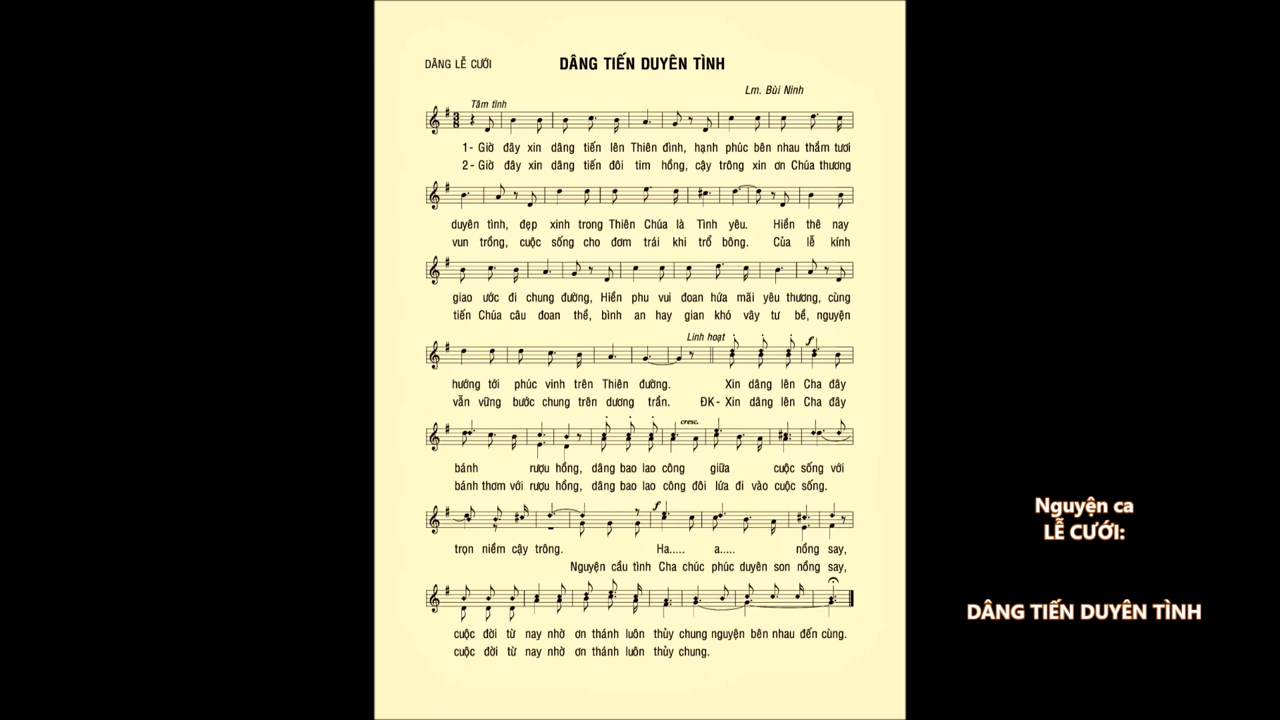 DÂNG LỄ CƯỚI
DÂNG TIẾN DUYÊN TÌNH
Lm. Bùi Ninh
Tâm tình
1- Giờ đây xin dâng tiến lên Thiên đình, hạnh phúc bên nhau thắm tươi
2- Giờ đây xin dâng tiến đôi tim hồng, cậy trông xin ơn Chúa thương
duyên tình, đẹp xinh trong Thiên Chúa là Tình yêu. Hiền thê nay
vun trồng, cuộc sống cho đơm trái khi trổ bông. Của lễ kính
giao ước đi chung đường, Hiền phu vui đoan hứa mãi yêu thương, cùng
tiến Chúa câu đoan thề, bình an hay gian khó vây tư bề, nguyện
Linh hoạt
f
hướng tới phúc vinh trên Thiên đường. Xin dâng lên Cha đây
vẫn vững bước chung trên dương trần. ĐK- Xin dâng lên Cha đây
cresc.
bánh rượu hồng, dâng bao lao công giữa cuộc sống với
bánh thơm với rượu hồng, dâng bao lao công đôi lứa đi vào cuộc sống.
f
trọn niềm cậy trông. Ha..... a..... nồng say,
Nguyện cầu tình Cha chúc phúc duyên son nồng say,
cuộc đời từ nay nhờ ơn thánh luôn thủy chung nguyện bên nhau đến cùng.
cuộc đời từ nay nhờ ơn thánh luôn thủy chung.
Nguyện ca
LỄ CƯỚI:
DÂNG TIẾN DUYÊN TÌNH